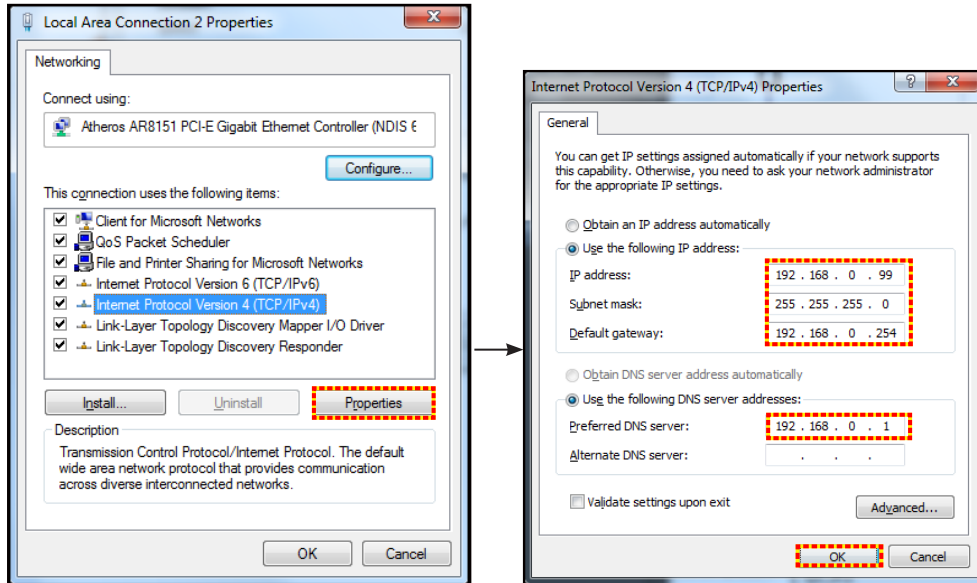 Local Area Connection 2 Properties
Networking
Connect using:
Atheros AR8151 PCI-E Gigabit Ethernet Controller (NDIS 6
Configure...
This connection uses the following items:
Client for Microsoft Networks
QoS Packet Scheduler
File and Printer Sharing for Microsoft Networks
Internet Protocol Version 6 (TCP/IPv6)
Internet Protocol Version 4 (TCP/IPv4)
Link-Layer Topology Discovery Mapper I/O Driver
Link-Layer Topology Discovery Responder
Install...
Uninstall
Properties
Description
Transmission Control Protocol/Internet Protocol. The default
wide area network protocol that provides communication
across diverse interconnected networks.
OK
Cancel
Internet Protocol Version 4 (TCP/IPv4) Properties
General
You can get IP settings assigned automatically if your network supports
this capability. Otherwise, you need to ask your network administrator
for the appropriate IP settings.
Obtain an IP address automatically
Use the following IP address:
IP address: 192 . 168 . 0 . 99
Subnet mask: 255 . 255 . 255 . 0
Default gateway: 192 . 168 . 0 . 254
Obtain DNS server address automatically
Use the following DNS server addresses:
Preferred DNS server: 192 . 168 . 0 . 1
Alternate DNS server: . . .
Validate settings upon exit
Advanced...
OK
Cancel